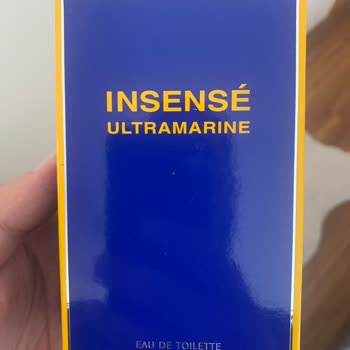 INSENSÉ
ULTRAMARINE
EAU DE TOILETTE